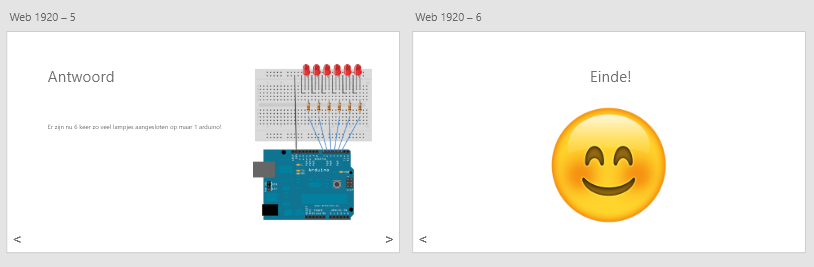 Web 1920 – 5
Antwoord
Er zijn nu 6 keer zo veel lampjes aangesloten op maar 1 arduino!
Arduino
<
>
Web 1920 – 6
Einde!
<